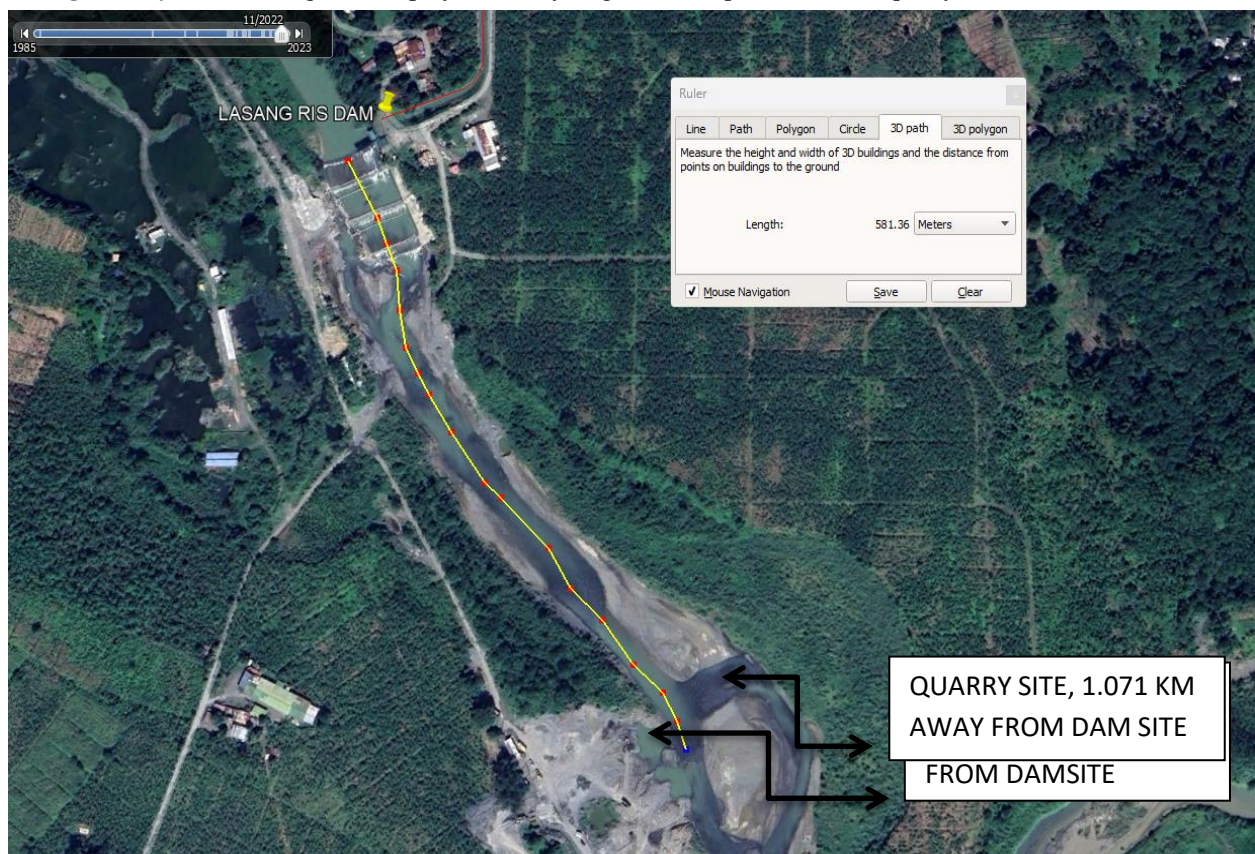 11/2022
1985
2023
LASANG RIS DAM
Ruler
Line Path Polygon Circle 3D path 3D polygon
Measure the height and width of 3D buildings and the distance from
points on buildings to the ground
Length: 581.36 Meters
Mouse Navigation Save Clear
QUARRY SITE, 1.071 KM
AWAY FROM DAM SITE
FROM DAMSITE